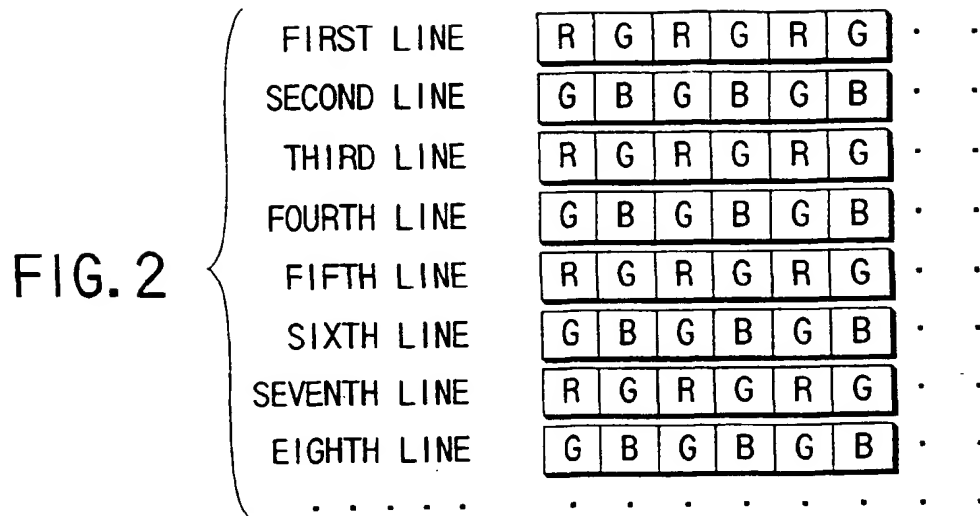 FIG. 2
FIRST LINE R G R G R G . .
SECOND LINE G B G B G B . .
THIRD LINE R G R G R G . .
FOURTH LINE G B G B G B . .
FIFTH LINE R G R G R G . .
SIXTH LINE G B G B G B . .
SEVENTH LINE R G R G R G . .
EIGHTH LINE G B G B G B . .
. . . . . . . . . . . . .